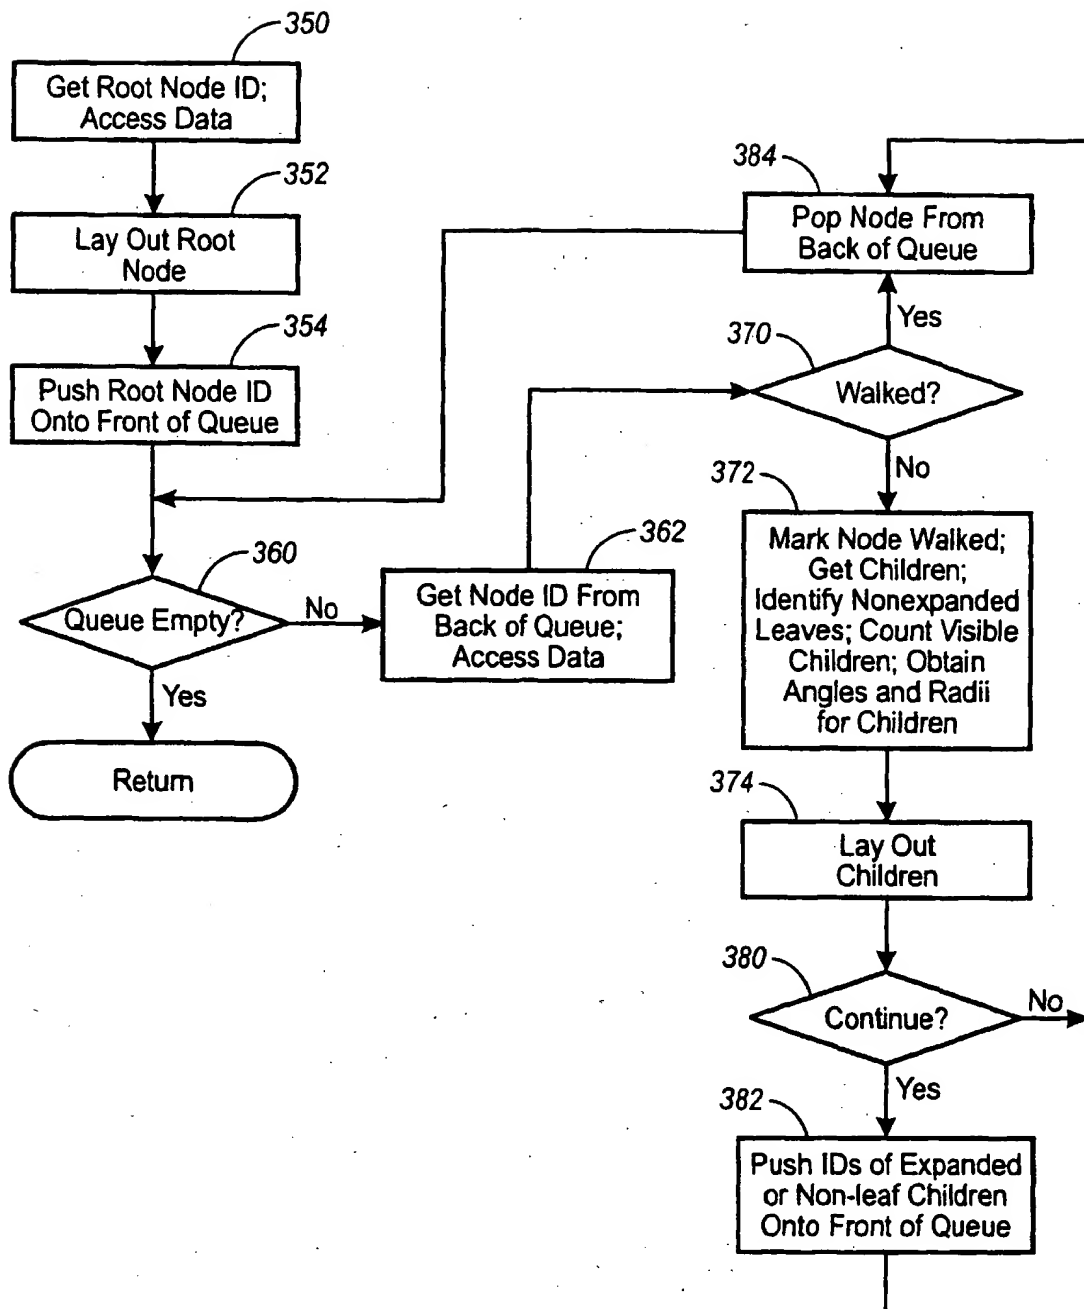 350
Get Root Node ID;
Access Data
352
Lay Out Root
Node
354
Push Root Node ID
Onto Front of Queue
360
Queue Empty?
No
Yes
Return
362
Get Node ID From
Back of Queue;
Access Data
384
Pop Node From
Back of Queue
Yes
370
Walked?
No
372
Mark Node Walked;
Get Children;
Identify Nonexpanded
Leaves; Count Visible
Children; Obtain
Angles and Radii
for Children
374
Lay Out
Children
380
Continue?
No
Yes
382
Push IDs of Expanded
or Non-leaf Children
Onto Front of Queue